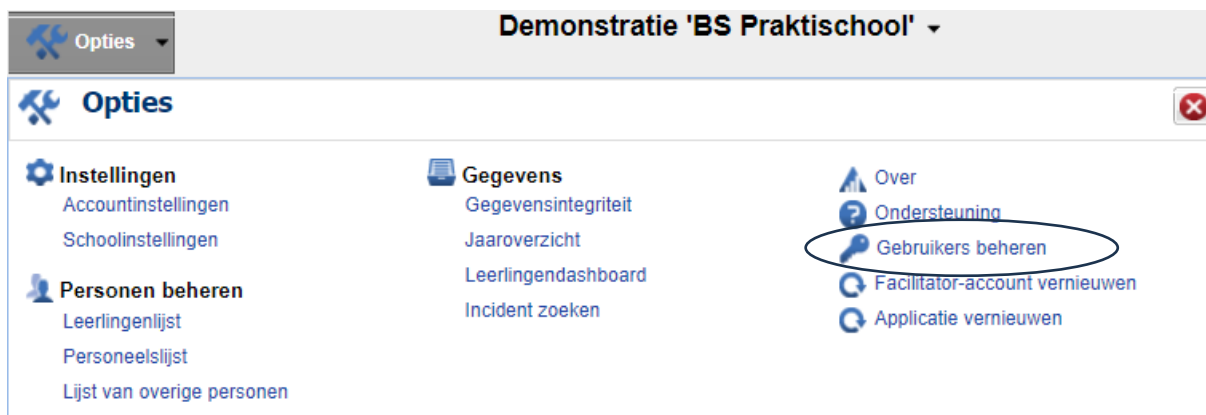 Opties
Demonstratie 'BS Praktischool'
Opties
Instellingen
Accountinstellingen
Schoolinstellingen
Personen beheren
Leerlingenlijst
Personeelslijst
Lijst van overige personen
Gegevens
Gegevensintegriteit
Jaaroverzicht
Leerlingendashboard
Incident zoeken
Over
Ondersteuning
Gebruikers beheren
Facilitator-account vernieuwen
Applicatie vernieuwen